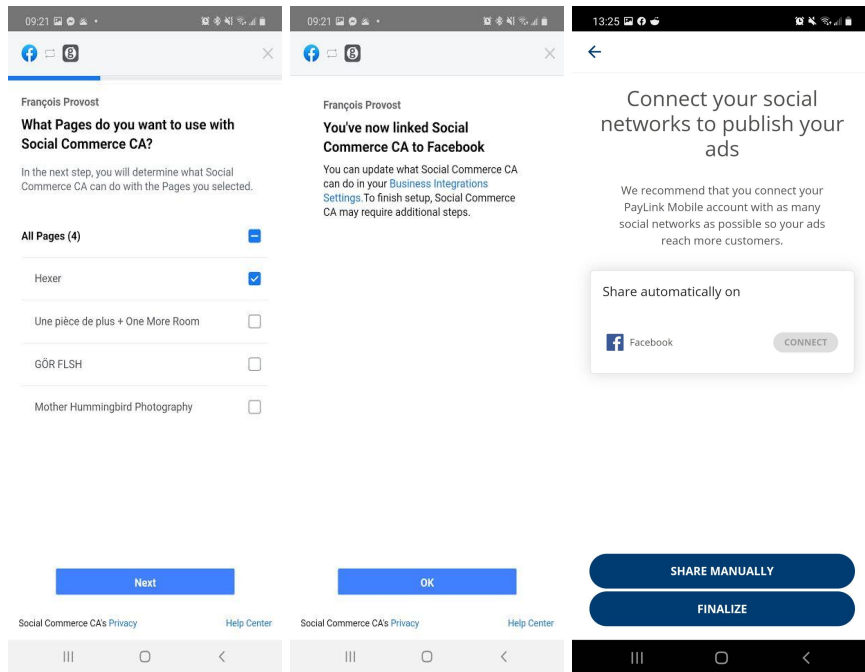 09:21
François Provost
What Pages do you want to use with
Social Commerce CA?
In the next step, you will determine what Social
Commerce CA can do with the Pages you selected.
All Pages (4)
Hexer
Une pièce de plus + One More Room
GÖR FLSH
Mother Hummingbird Photography
Next
Social Commerce CA's Privacy
Help Center
09:21
François Provost
You've now linked Social
Commerce CA to Facebook
You can update what Social Commerce CA
can do in your Business Integrations
Settings.To finish setup, Social Commerce
CA may require additional steps.
OK
Social Commerce CA's Privacy
Help Center
13:25
Connect your social
networks to publish your
ads
We recommend that you connect your
PayLink Mobile account with as many
social networks as possible so your ads
reach more customers.
Share automatically on
Facebook
CONNECT
SHARE MANUALLY
FINALIZE